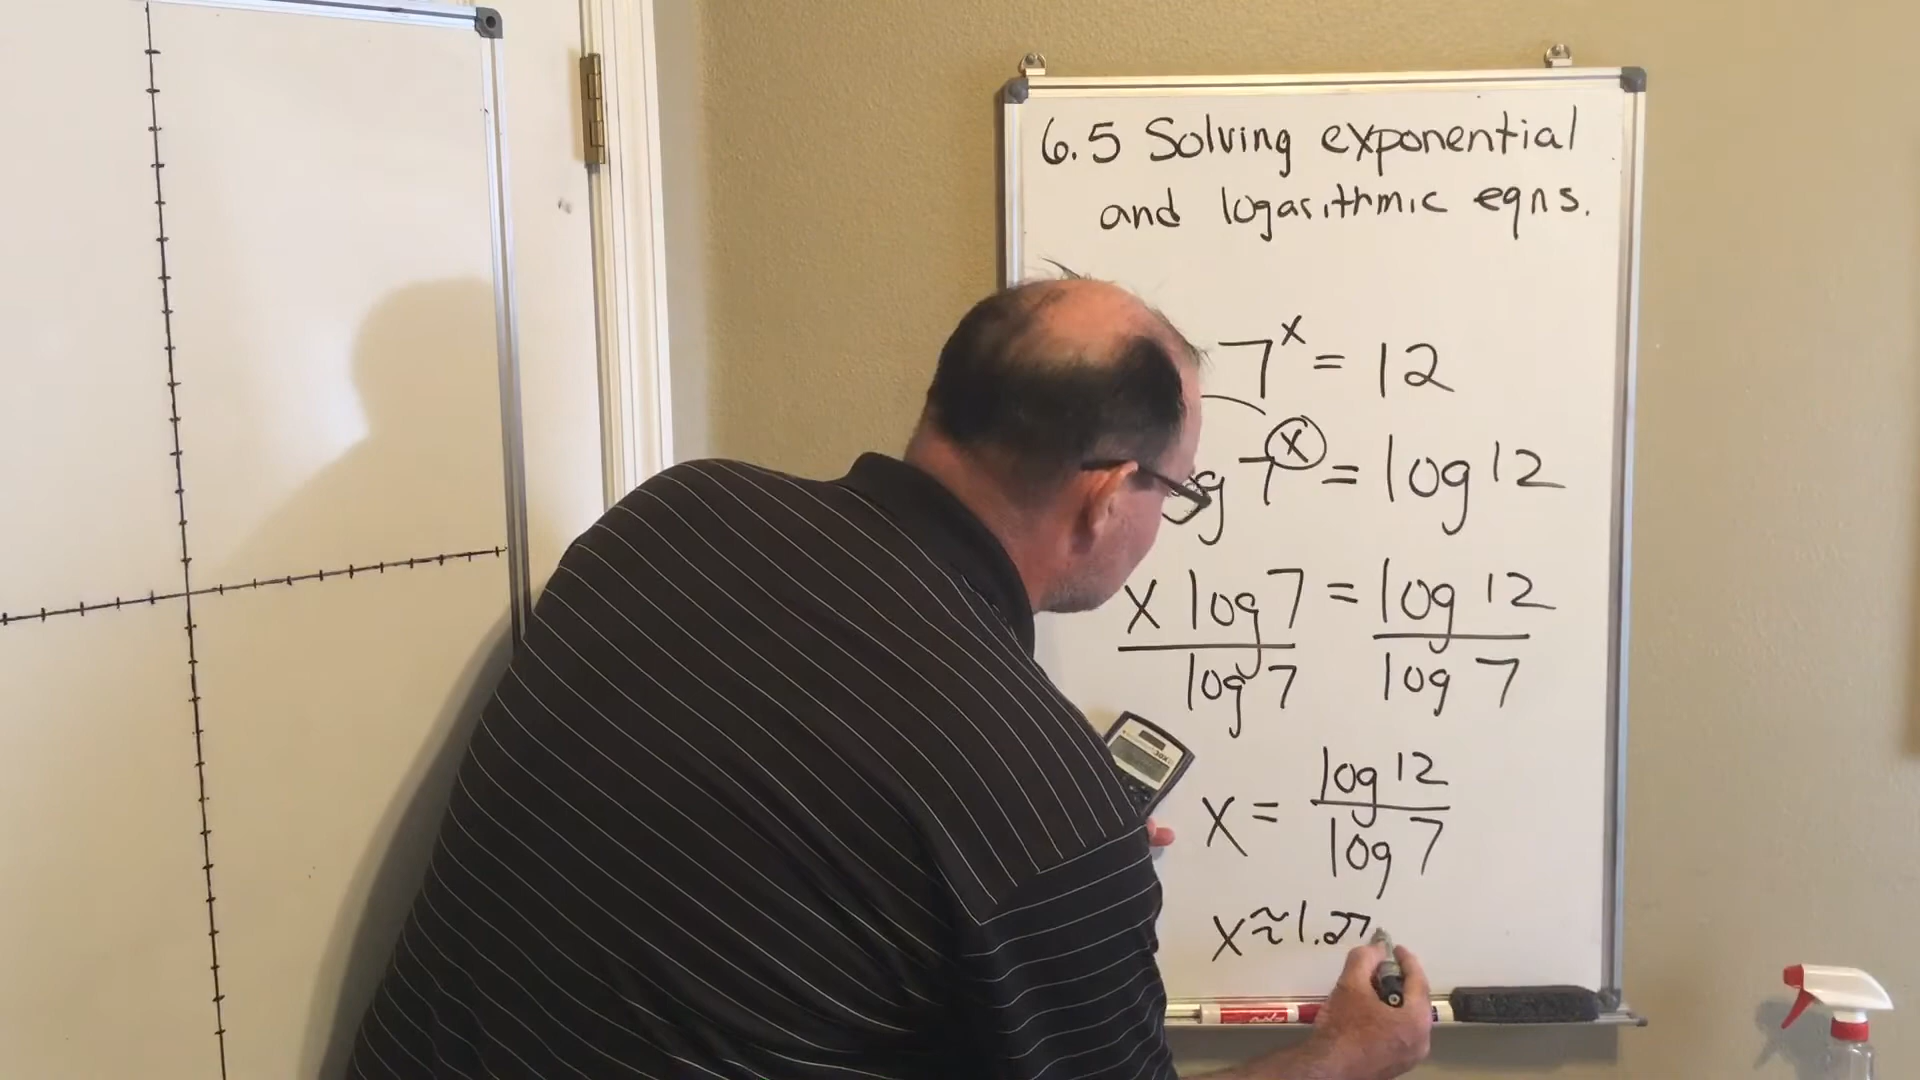 6.5 Solving exponential
and logarithmic eqns.
7^x = 12
g 7^x = log 12
x log 7 = log 12
log 7 log 7
x = log 12
log 7
x ≈ 1.27